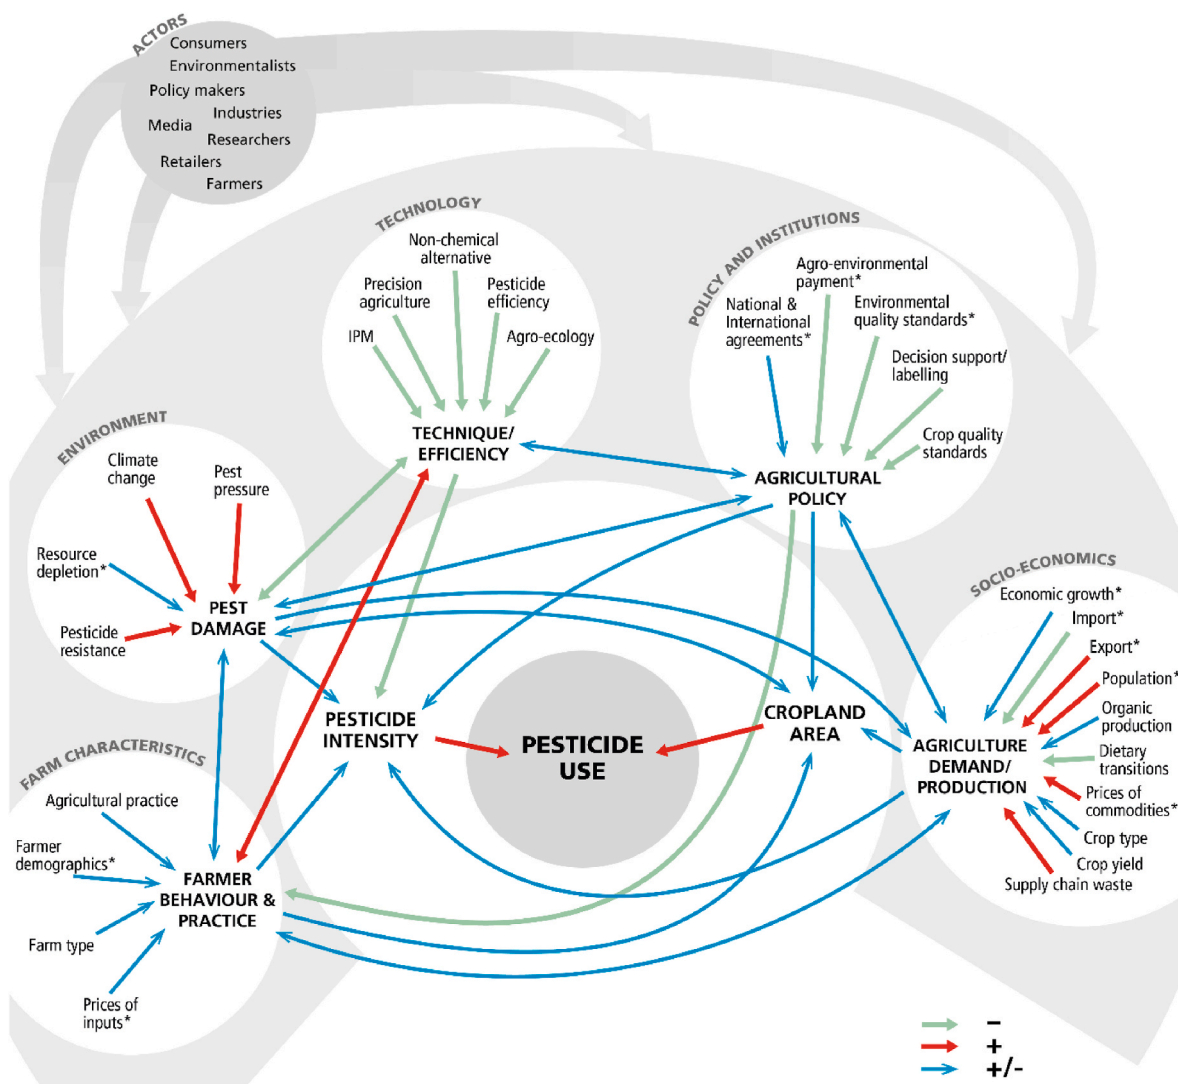 ACTORS
Consumers
Environmentalists
Policy makers
Industries
Media
Researchers
Retailers
Farmers
TECHNOLOGY
Non-chemical
alternative
Precision
agriculture
Pesticide
efficiency
IPM
Agro-ecology
TECHNIQUE/
EFFICIENCY
POLICY AND INSTITUTIONS
Agro-environmental
payment*
National &
International
agreements*
Environmental
quality standards*
Decision support/
labelling
Crop quality
standards
AGRICULTURAL
POLICY
ENVIRONMENT
Climate
change
Pest
pressure
Resource
depletion*
Pesticide
resistance
PEST
DAMAGE
SOCIO-ECONOMICS
Economic growth*
Import*
Export*
Population*
Organic
production
Dietary
transitions
Prices of
commodities*
Crop type
Crop yield
Supply chain waste
AGRICULTURE
DEMAND/
PRODUCTION
PESTICIDE
INTENSITY
PESTICIDE
USE
CROPLAND
AREA
FARM CHARACTERISTICS
Agricultural practice
Farmer
demographics*
Farm type
Prices of
inputs*
FARMER
BEHAVIOUR &
PRACTICE
–
+
+/-